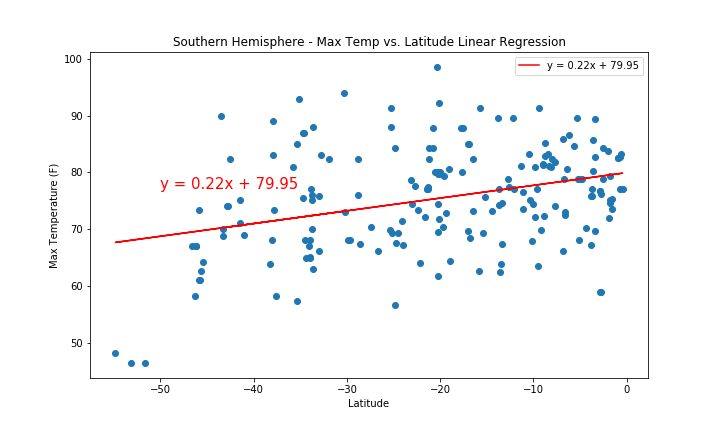 Southern Hemisphere - Max Temp vs. Latitude Linear Regression
y = 0.22x + 79.95
100
90
80
y = 0.22x + 79.95
70
60
50
Max Temperature (F)
−50
−40
−30
−20
−10
0
Latitude